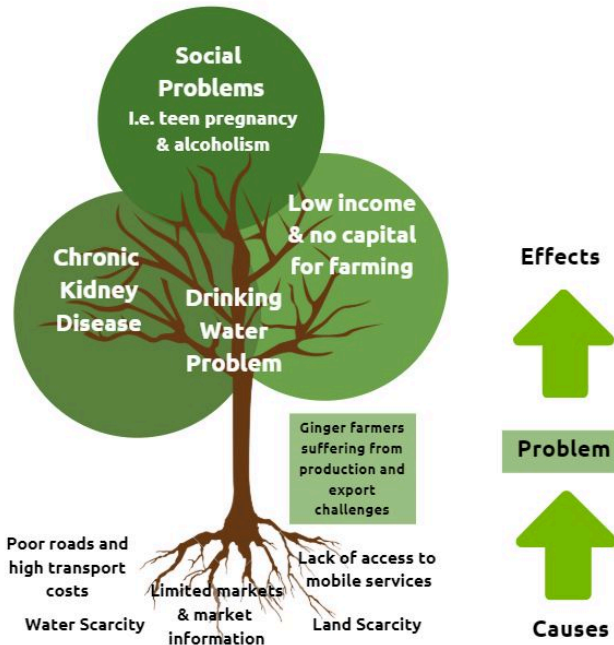 Social
Problems
I.e. teen pregnancy
& alcoholism
Low income
& no capital
for farming
Chronic
Kidney
Disease
Drinking
Water
Problem
Effects
Ginger farmers
suffering from
production and
export
challenges
Problem
Poor roads and
high transport
costs
Limited markets
& market
information
Lack of access to
mobile services
Water Scarcity
Land Scarcity
Causes